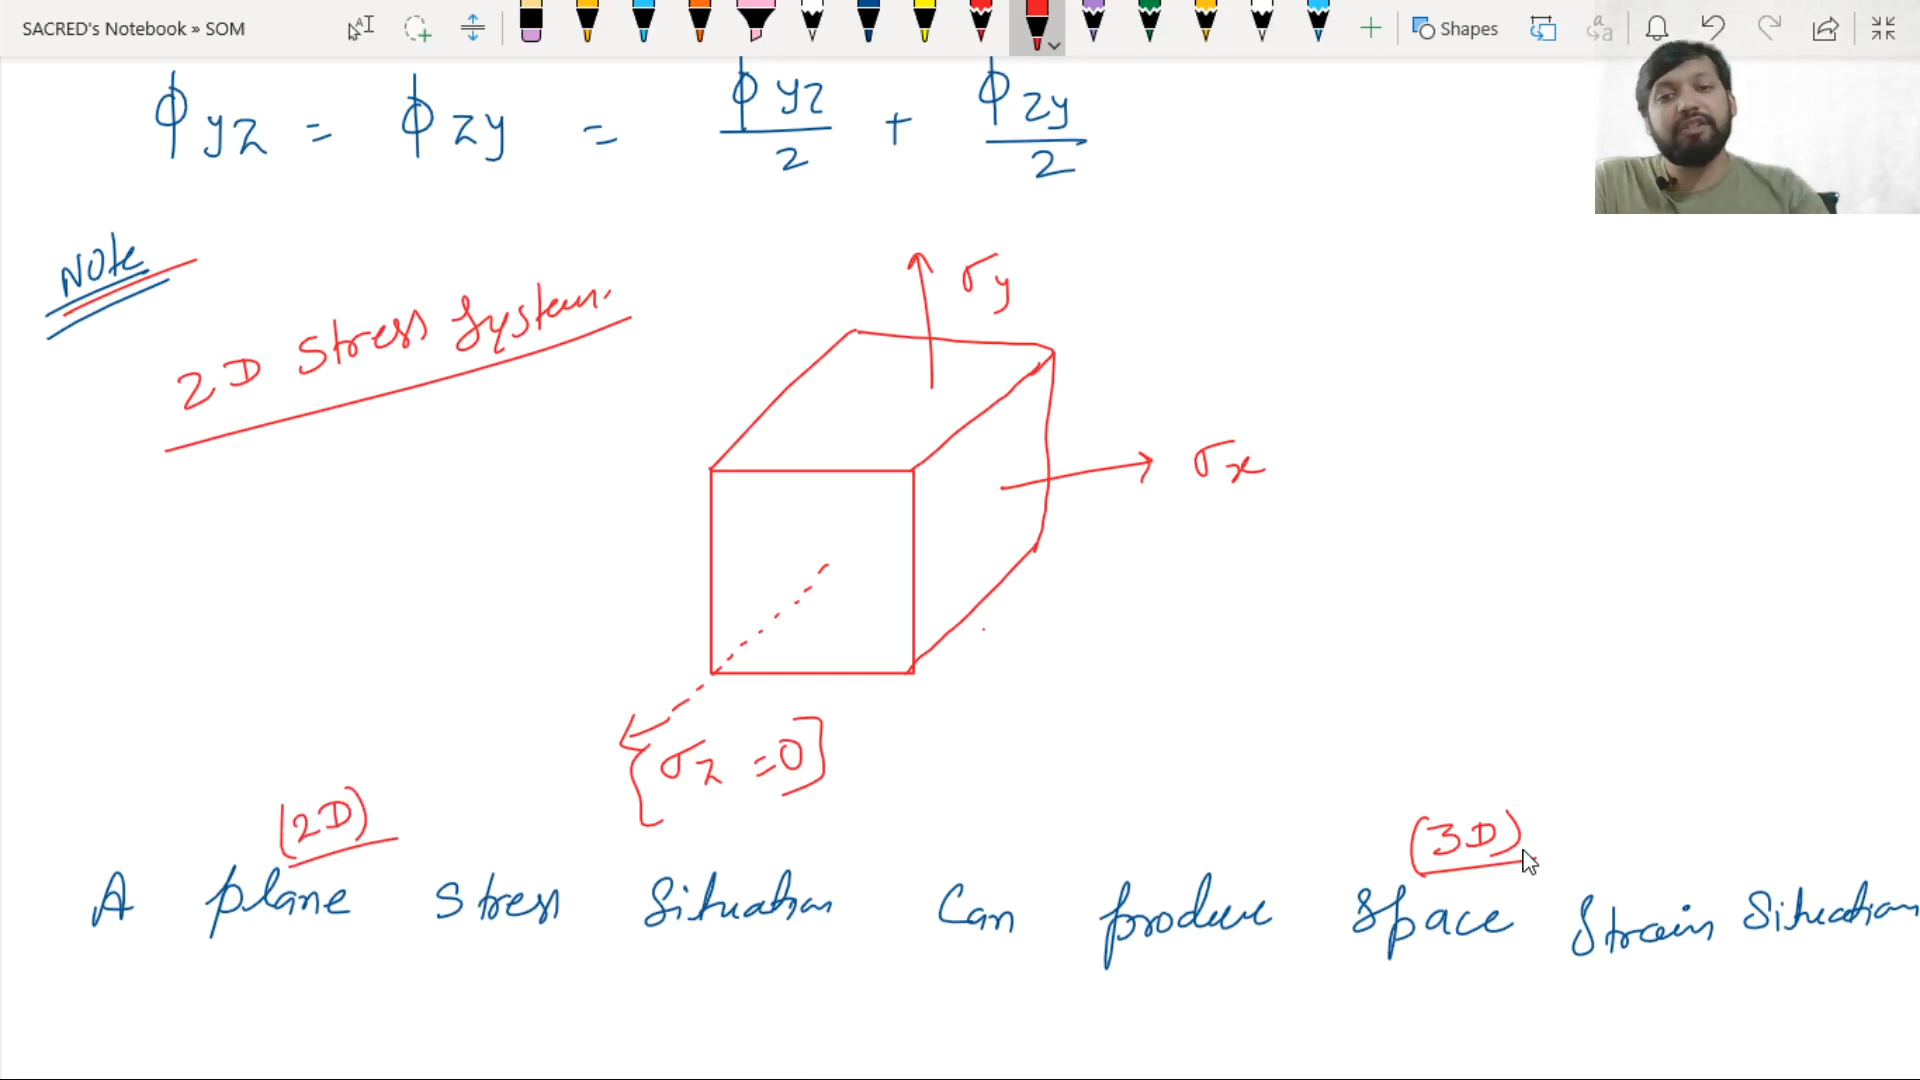 SACRED's Notebook » SOM
Shapes
ϕyz = ϕzy = ϕyz/2 + ϕzy/2
Note
2D Stress System.
σy
σx
{σz = 0]
(2D)
(3D)
A plane stress situation can produce space strain situation